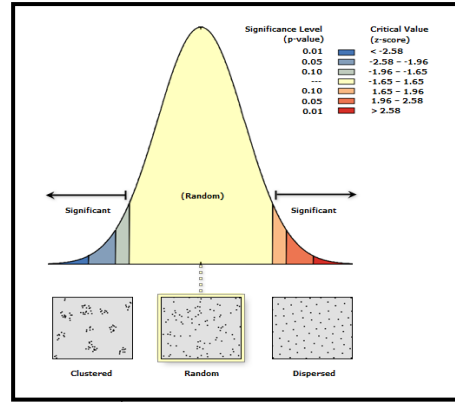 Significance Level Critical Value
(p-value) (z-score)
0.01 < -2.58
0.05 -2.58 – -1.96
0.10 -1.96 – -1.65
--- -1.65 – 1.65
0.10 1.65 – 1.96
0.05 1.96 – 2.58
0.01 > 2.58
(Random)
Significant Significant
Clustered Random Dispersed